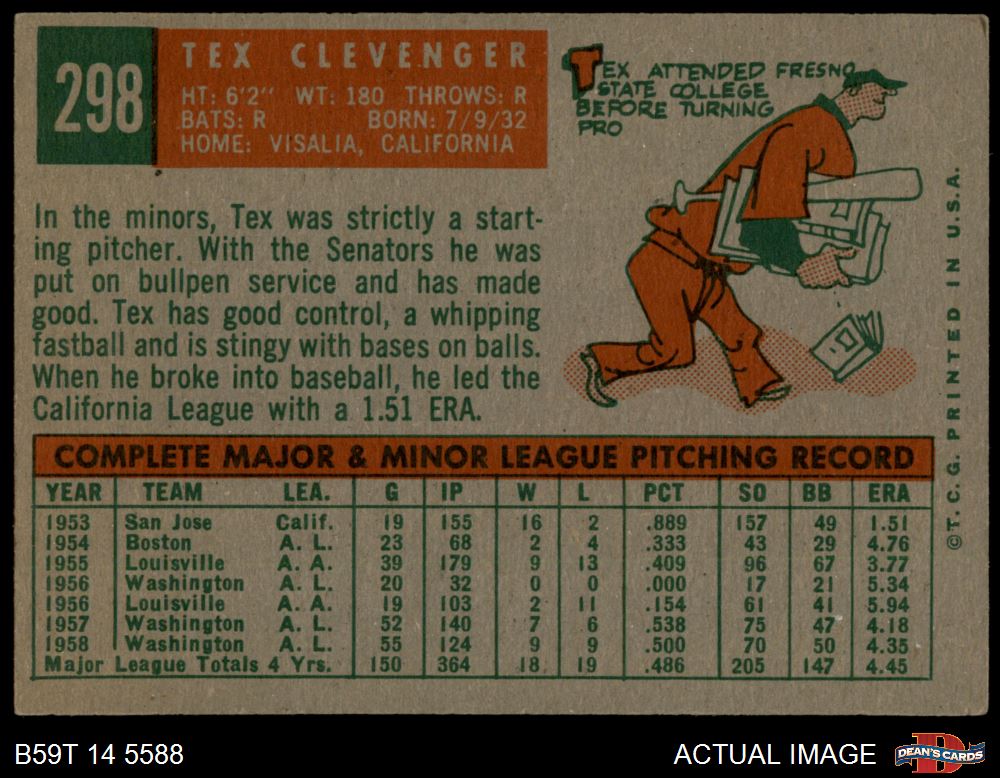 298
TEX CLEVENGER
HT: 6'2" WT: 180 THROWS: R
BATS: R BORN: 7/9/32
HOME: VISALIA, CALIFORNIA
TEX ATTENDED FRESNO
STATE COLLEGE
BEFORE TURNING
PRO
In the minors, Tex was strictly a start-
ing pitcher. With the Senators he was
put on bullpen service and has made
good. Tex has good control, a whipping
fastball and is stingy with bases on balls.
When he broke into baseball, he led the
California League with a 1.51 ERA.
COMPLETE MAJOR & MINOR LEAGUE PITCHING RECORD
YEAR TEAM LEA. G IP W L PCT SO BB ERA
1953 San Jose Calif. 19 155 16 2 .889 157 49 1.51
1954 Boston A. L. 23 68 2 4 .333 43 29 4.76
1955 Louisville A. A. 39 179 9 13 .409 96 67 3.77
1956 Washington A. L. 20 32 0 0 .000 17 21 5.34
1956 Louisville A. A. 19 103 2 11 .154 61 41 5.94
1957 Washington A. L. 52 140 7 6 .538 75 47 4.18
1958 Washington A. L. 55 124 9 9 .500 70 50 4.35
Major League Totals 4 Yrs. 150 364 18 19 .486 205 147 4.45
©T. C. G. PRINTED IN U.S.A.
B59T 14 5588
ACTUAL IMAGE
D
DEAN'S CARDS